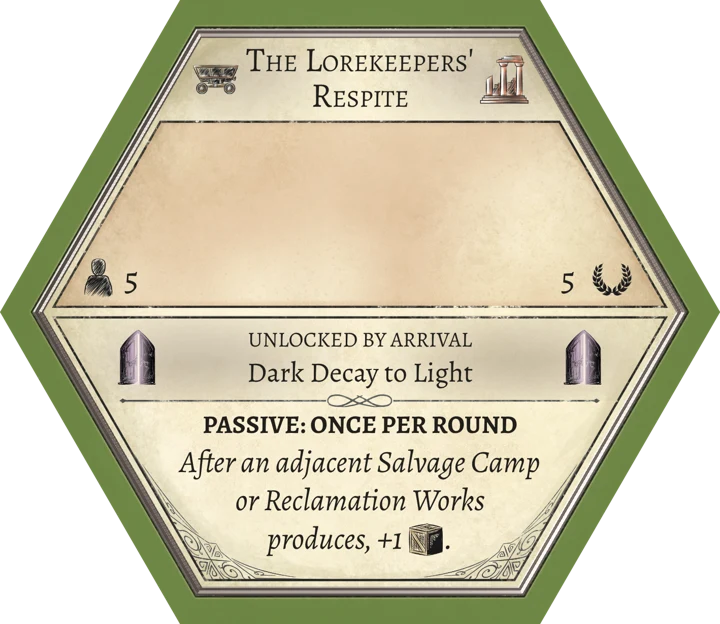 The Lorekeepers'
Respite
5
5
UNLOCKED BY ARRIVAL
Dark Decay to Light
PASSIVE: ONCE PER ROUND
After an adjacent Salvage Camp
or Reclamation Works
produces, +1 .